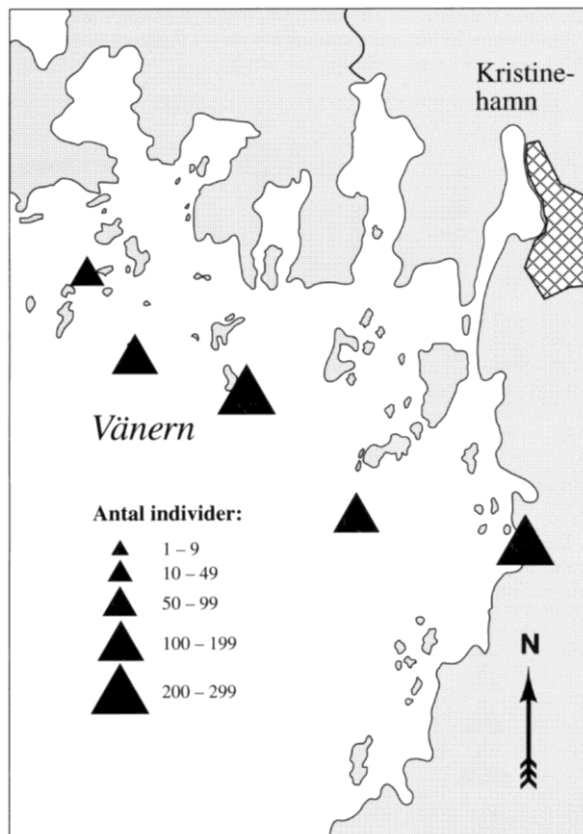 Kristine-
hamn
Vänern
Antal individer:
1 – 9
10 – 49
50 – 99
100 – 199
200 – 299
N